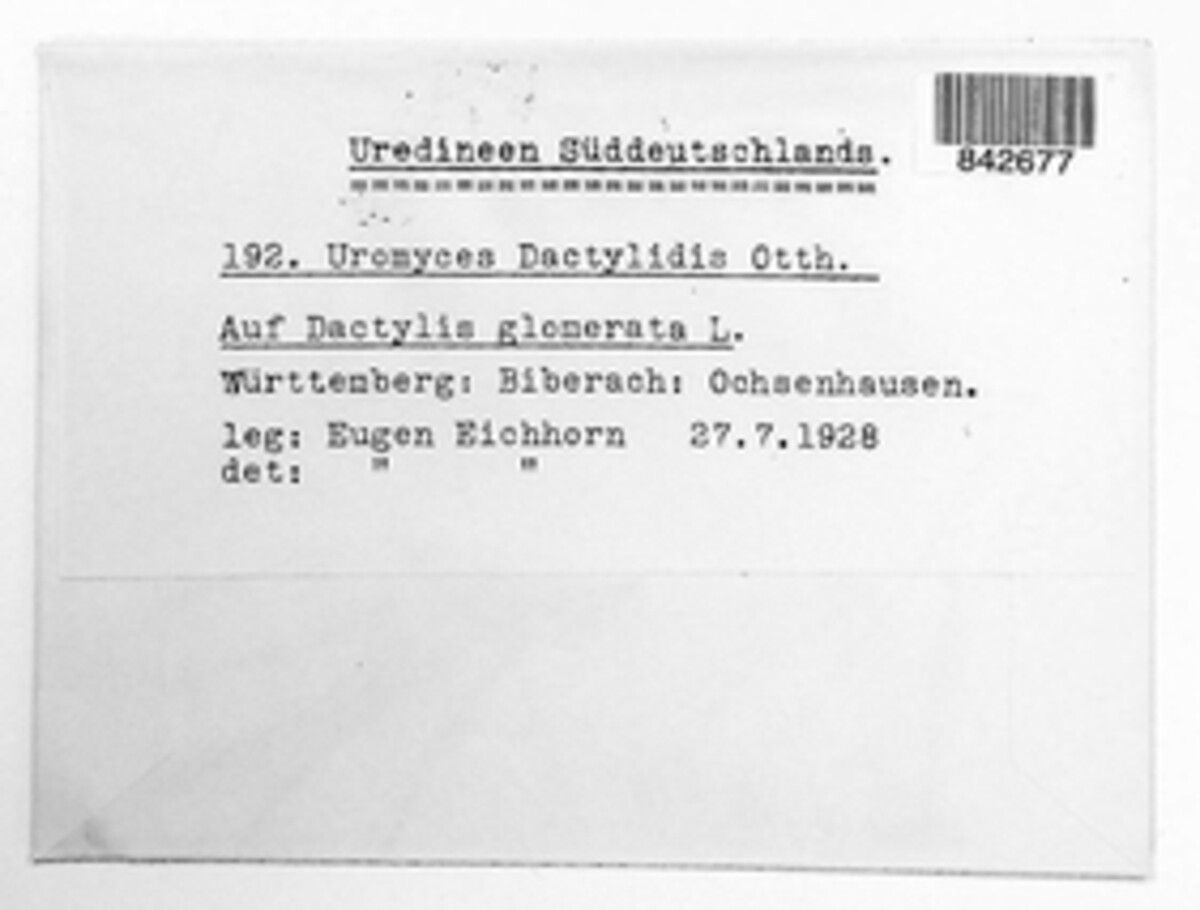 842677
Uredineen Süddeutschlands.
192. Uromyces Dactylidis Otth.
Auf Dactylis glomerata L.
Württemberg: Biberach: Ochsenhausen.
leg: Eugen Eichhorn 27.7.1928
det: " "